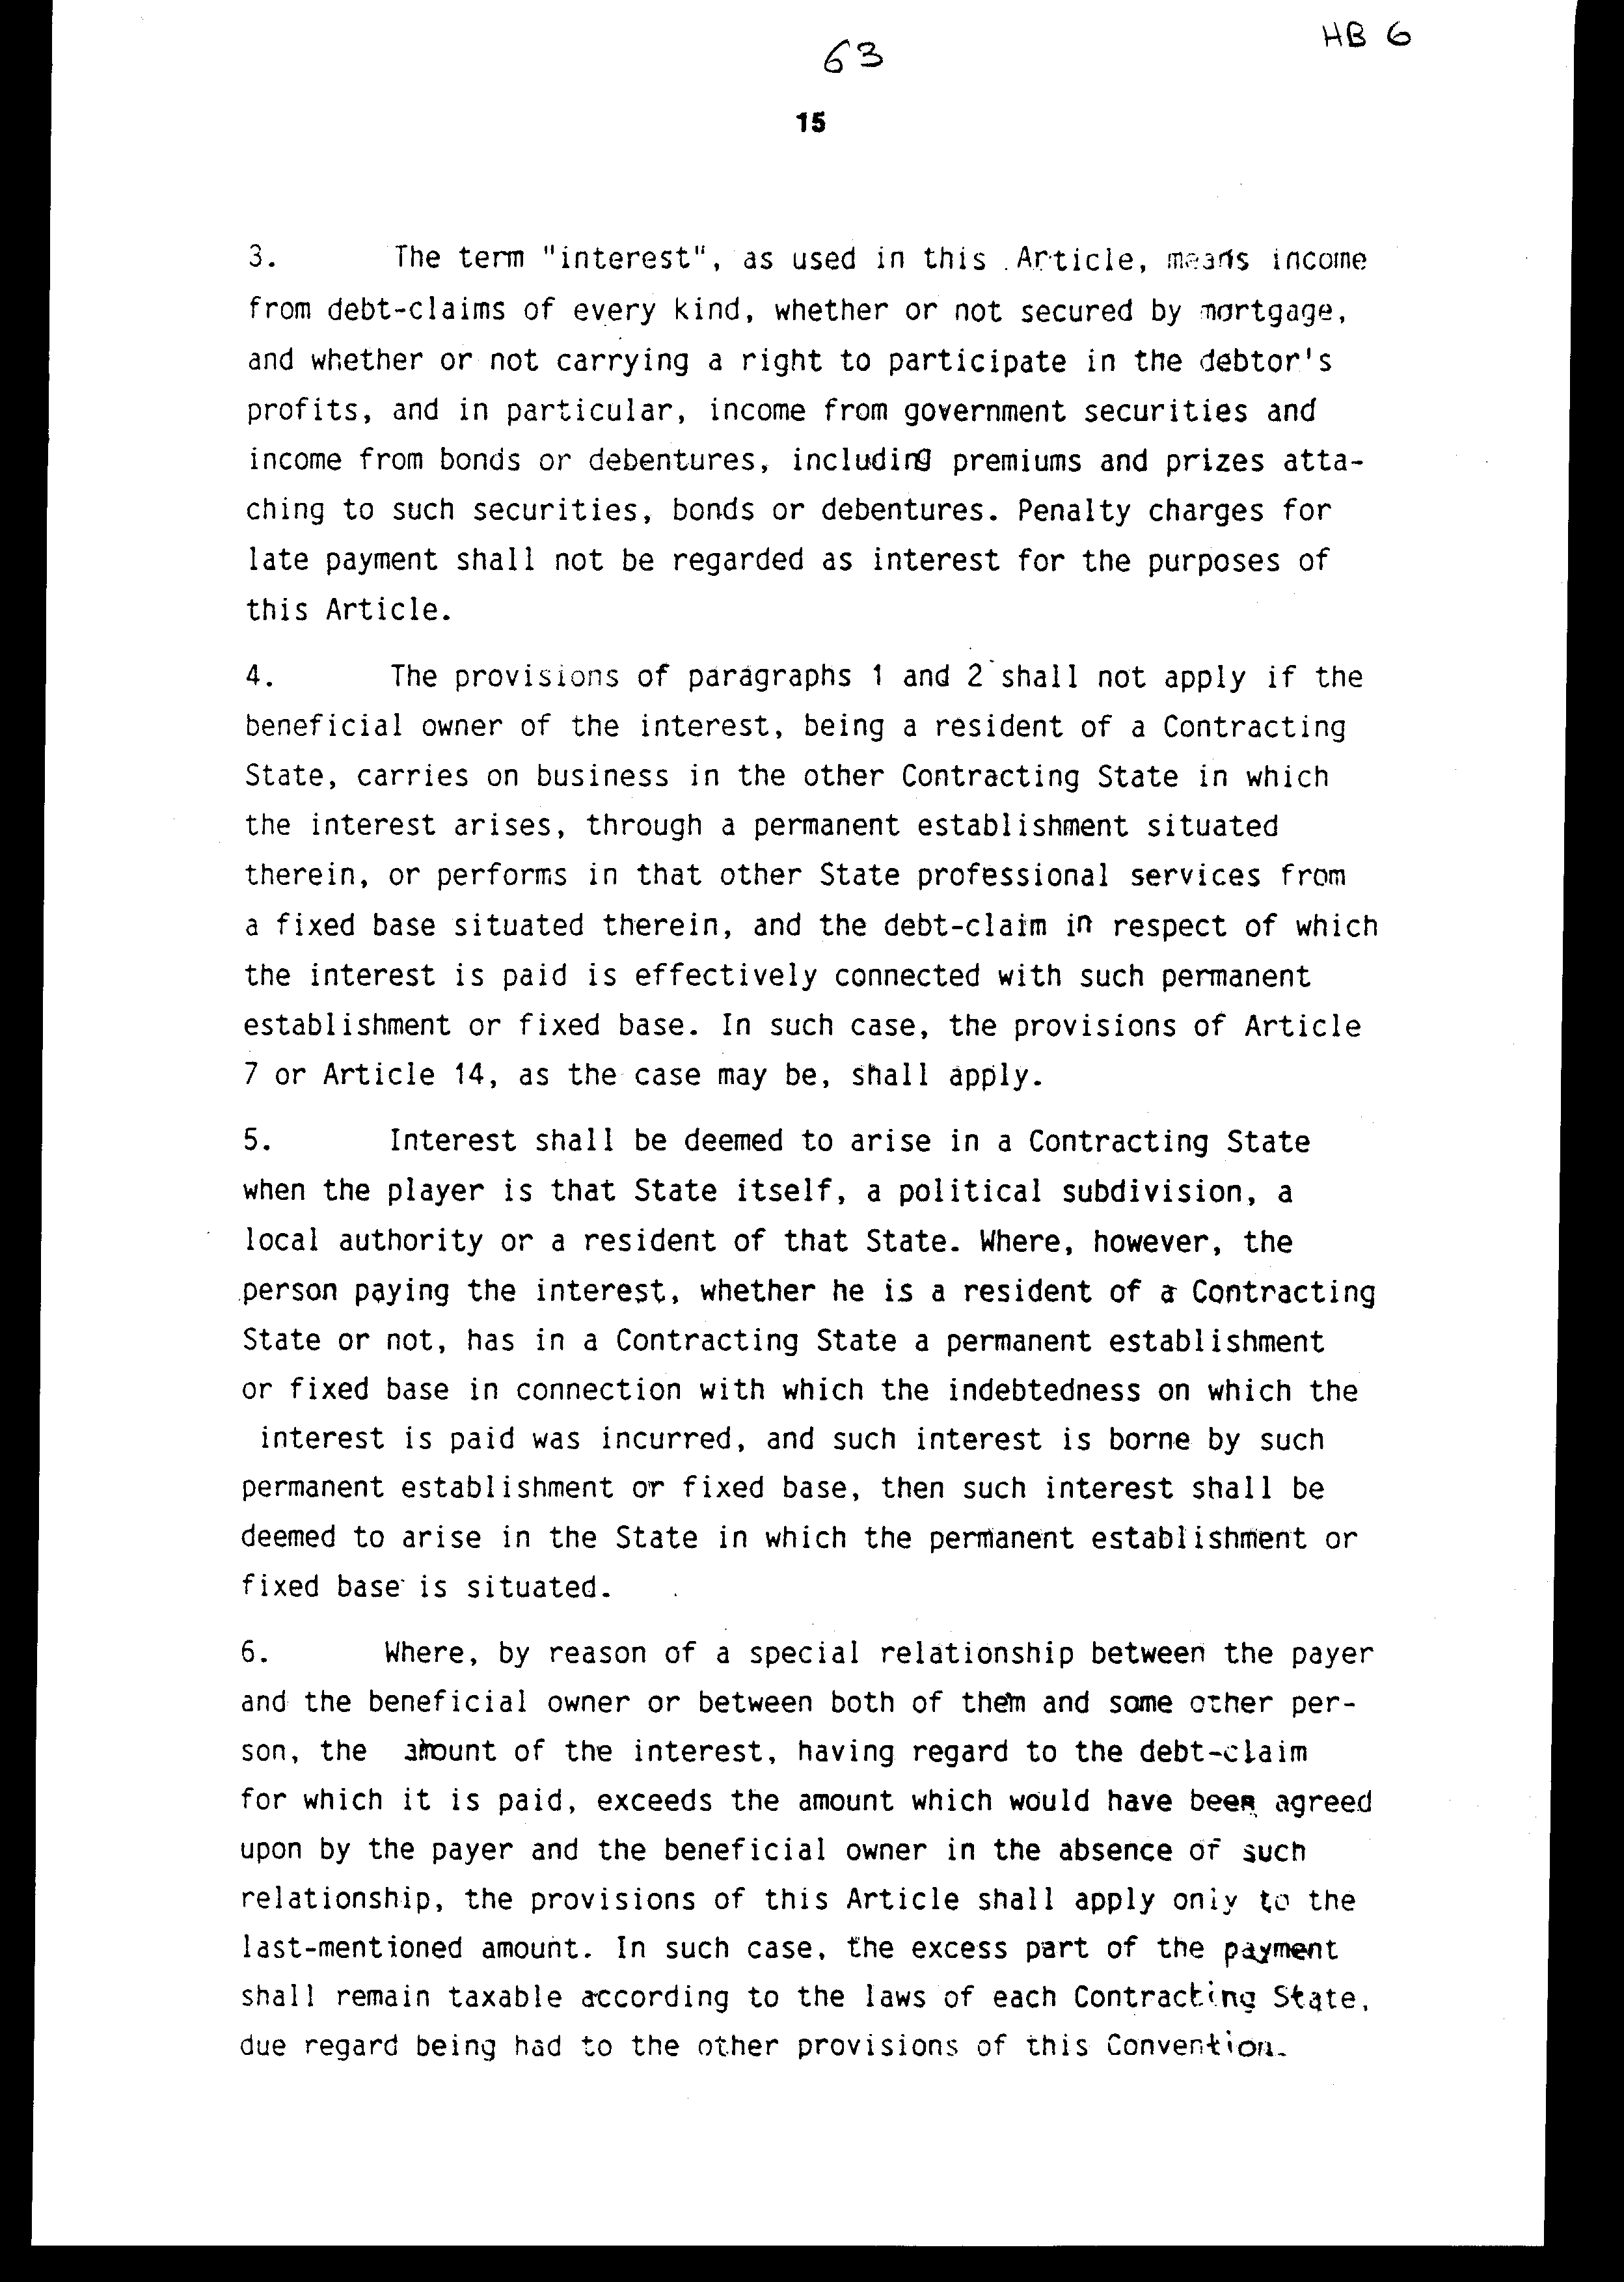 HB 6
63
15
3. The term "interest", as used in this Article, means income
from debt-claims of every kind, whether or not secured by mortgage,
and whether or not carrying a right to participate in the debtor's
profits, and in particular, income from government securities and
income from bonds or debentures, including premiums and prizes atta-
ching to such securities, bonds or debentures. Penalty charges for
late payment shall not be regarded as interest for the purposes of
this Article.
4. The provisions of paragraphs 1 and 2 shall not apply if the
beneficial owner of the interest, being a resident of a Contracting
State, carries on business in the other Contracting State in which
the interest arises, through a permanent establishment situated
therein, or performs in that other State professional services from
a fixed base situated therein, and the debt-claim in respect of which
the interest is paid is effectively connected with such permanent
establishment or fixed base. In such case, the provisions of Article
7 or Article 14, as the case may be, shall apply.
5. Interest shall be deemed to arise in a Contracting State
when the player is that State itself, a political subdivision, a
local authority or a resident of that State. Where, however, the
person paying the interest, whether he is a resident of a Contracting
State or not, has in a Contracting State a permanent establishment
or fixed base in connection with which the indebtedness on which the
interest is paid was incurred, and such interest is borne by such
permanent establishment or fixed base, then such interest shall be
deemed to arise in the State in which the permanent establishment or
fixed base is situated.
6. Where, by reason of a special relationship between the payer
and the beneficial owner or between both of them and some other per-
son, the amount of the interest, having regard to the debt-claim
for which it is paid, exceeds the amount which would have been agreed
upon by the payer and the beneficial owner in the absence of such
relationship, the provisions of this Article shall apply only to the
last-mentioned amount. In such case, the excess part of the payment
shall remain taxable according to the laws of each Contracting State,
due regard being had to the other provisions of this Convention.